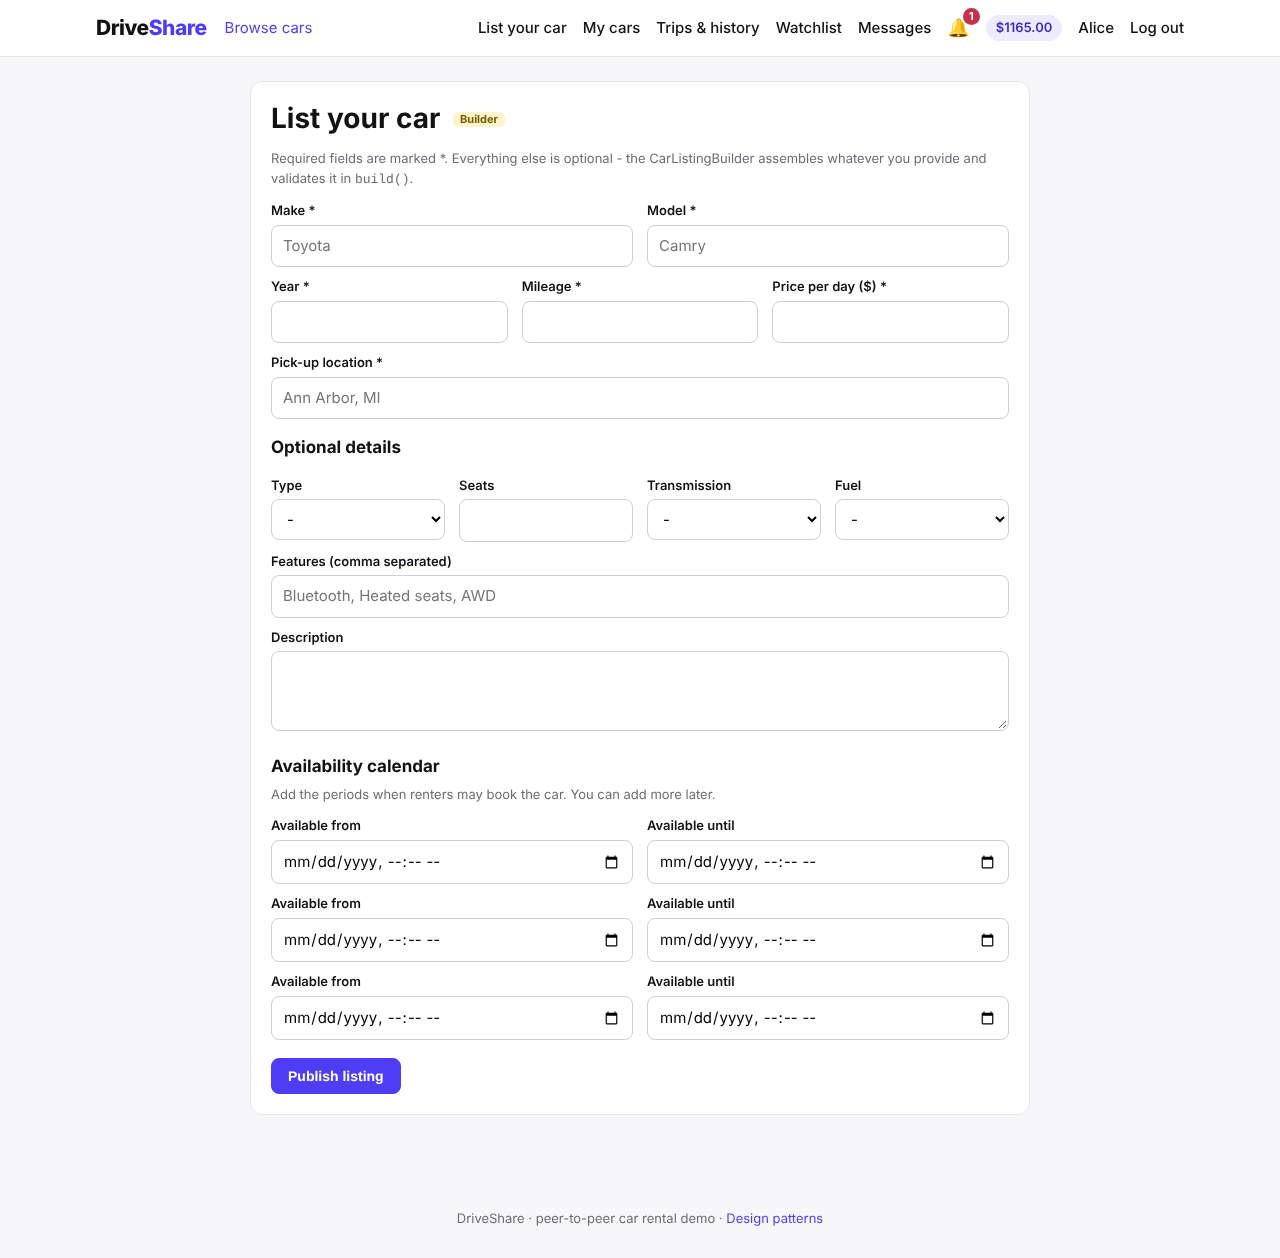 DriveShare Browse cars List your car My cars Trips & history Watchlist Messages 1 $1165.00 Alice Log out
List your car Builder
Required fields are marked *. Everything else is optional - the CarListingBuilder assembles whatever you provide and
validates it in build().
Make * Model *
Toyota Camry
Year * Mileage * Price per day ($) *
Pick-up location *
Ann Arbor, MI
Optional details
Type Seats Transmission Fuel
- - -
Features (comma separated)
Bluetooth, Heated seats, AWD
Description
Availability calendar
Add the periods when renters may book the car. You can add more later.
Available from Available until
mm/dd/yyyy, --:-- -- mm/dd/yyyy, --:-- --
Available from Available until
mm/dd/yyyy, --:-- -- mm/dd/yyyy, --:-- --
Available from Available until
mm/dd/yyyy, --:-- -- mm/dd/yyyy, --:-- --
Publish listing
DriveShare · peer-to-peer car rental demo · Design patterns